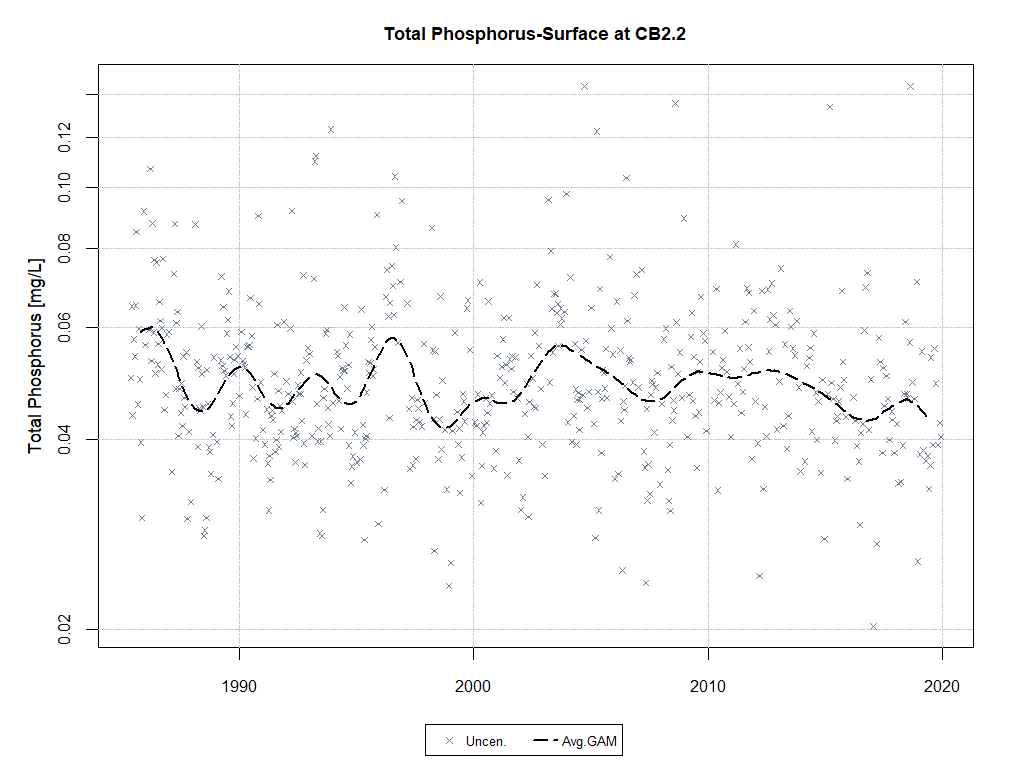 Total Phosphorus-Surface at CB2.2
Total Phosphorus [mg/L]
0.12
0.10
0.08
0.06
0.04
0.02
1990
2000
2010
2020
Uncen.
Avg.GAM